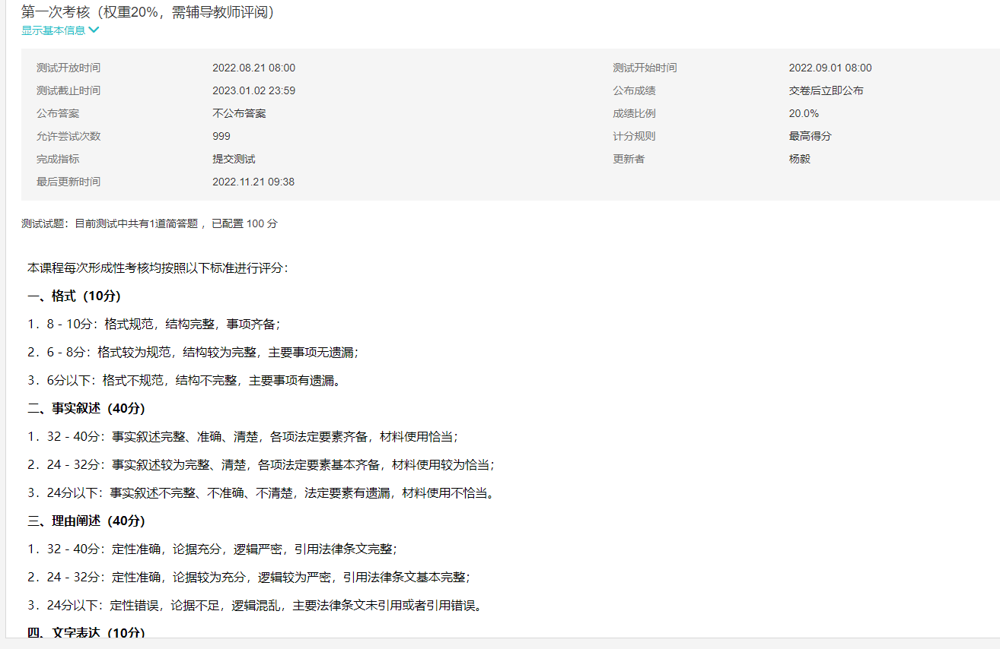 第一次考核（权重20%，需辅导教师评阅）
显示基本信息
测试开放时间 2022.08.21 08:00 测试开始时间 2022.09.01 08:00
测试截止时间 2023.01.02 23:59 公布成绩 交卷后立即公布
公布答案 不公布答案 成绩比例 20.0%
允许尝试次数 999 计分规则 最高得分
完成指标 提交测试 更新者 杨毅
最后更新时间 2022.11.21 09:38
测试试题：目前测试中共有1道简答题 ，已配置 100 分
本课程每次形成性考核均按照以下标准进行评分：
一、格式（10分）
1．8 - 10分：格式规范，结构完整，事项齐备；
2．6 - 8分：格式较为规范，结构较为完整，主要事项无遗漏；
3．6分以下：格式不规范，结构不完整，主要事项有遗漏。
二、事实叙述（40分）
1．32 - 40分：事实叙述完整、准确、清楚，各项法定要素齐备，材料使用恰当；
2．24 - 32分：事实叙述较为完整、清楚，各项法定要素基本齐备，材料使用较为恰当；
3．24分以下：事实叙述不完整、不准确、不清楚，法定要素有遗漏，材料使用不恰当。
三、理由阐述（40分）
1．32 - 40分：定性准确，论据充分，逻辑严密，引用法律条文完整；
2．24 - 32分：定性准确，论据较为充分，逻辑较为严密，引用法律条文基本完整；
3．24分以下：定性错误，论据不足，逻辑混乱，主要法律条文未引用或者引用错误。
四、文字表达（10分）